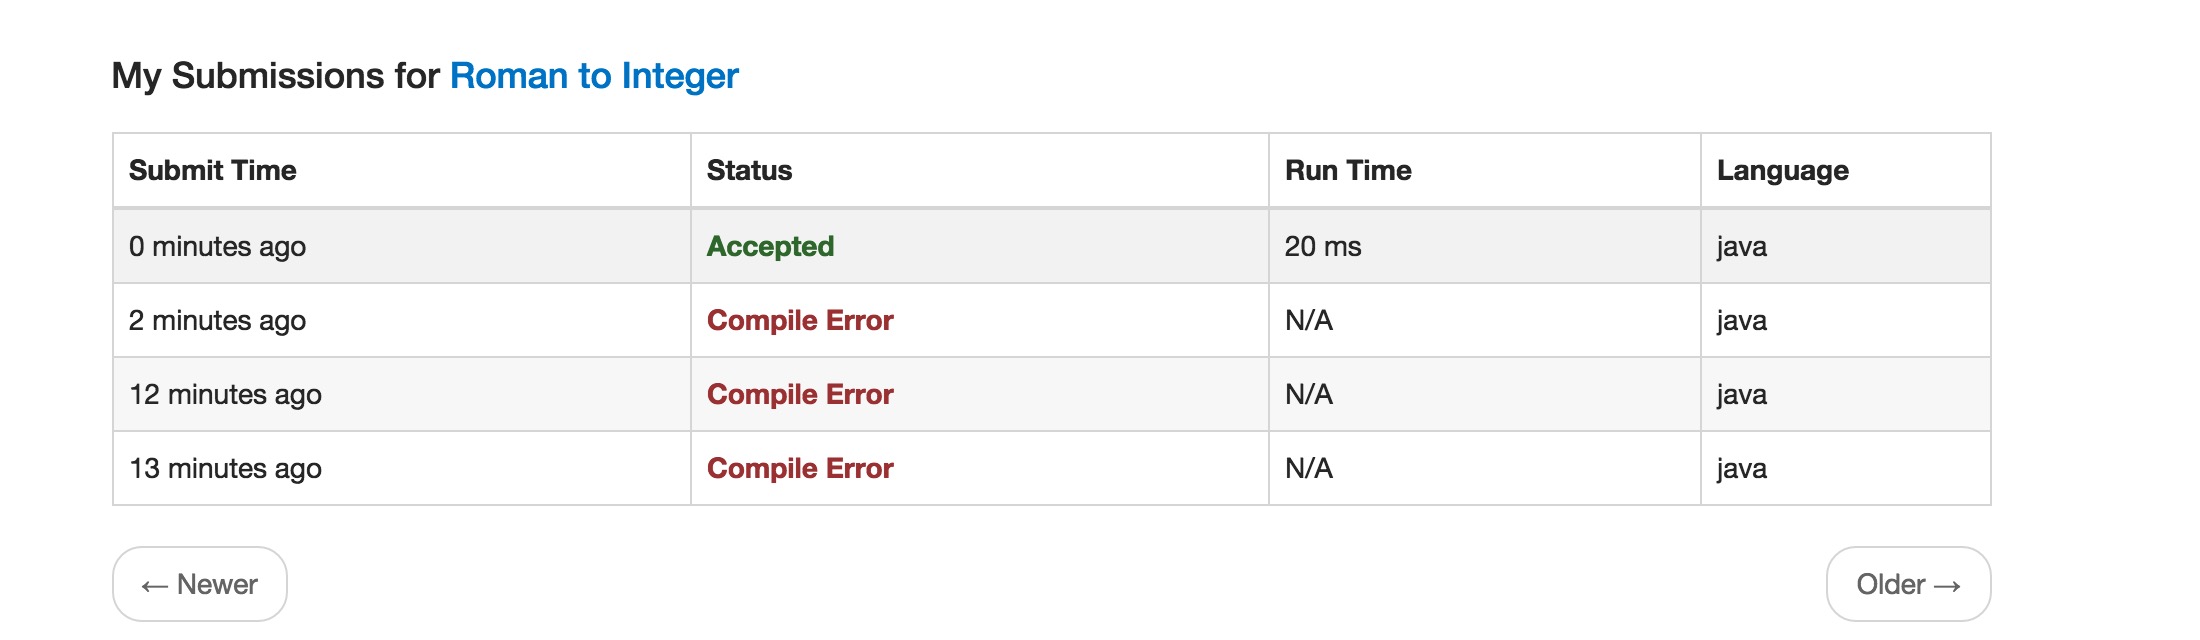 My Submissions for Roman to Integer
Submit Time Status Run Time Language
0 minutes ago Accepted 20 ms java
2 minutes ago Compile Error N/A java
12 minutes ago Compile Error N/A java
13 minutes ago Compile Error N/A java
← Newer Older →